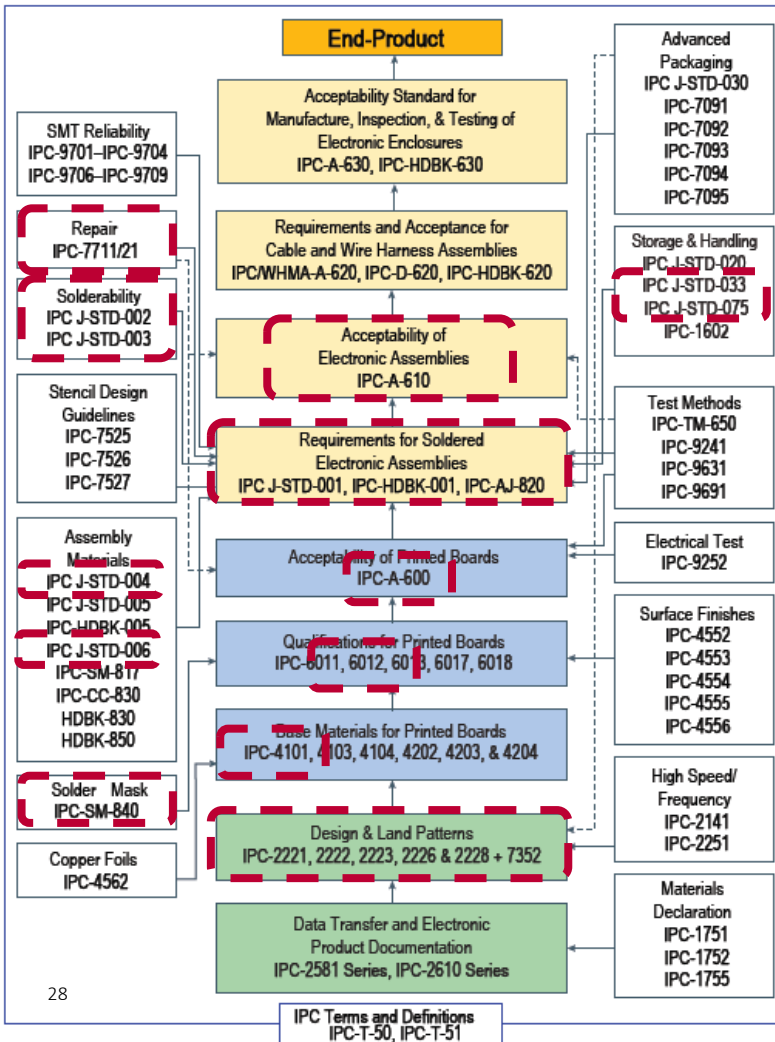 End-Product
Acceptability Standard for
Manufacture, Inspection, & Testing of
Electronic Enclosures
IPC-A-630, IPC-HDBK-630
Requirements and Acceptance for
Cable and Wire Harness Assemblies
IPC/WHMA-A-620, IPC-D-620, IPC-HDBK-620
Acceptability of
Electronic Assemblies
IPC-A-610
Requirements for Soldered
Electronic Assemblies
IPC J-STD-001, IPC-HDBK-001, IPC-AJ-820
Acceptability of Printed Boards
IPC-A-600
Qualifications for Printed Boards
IPC-6011, 6012, 6013, 6017, 6018
Base Materials for Printed Boards
IPC-4101, 4103, 4104, 4202, 4203, & 4204
Design & Land Patterns
IPC-2221, 2222, 2223, 2226 & 2228 + 7352
Data Transfer and Electronic
Product Documentation
IPC-2581 Series, IPC-2610 Series
SMT Reliability
IPC-9701–IPC-9704
IPC-9706–IPC-9709
Repair
IPC-7711/21
Solderability
IPC J-STD-002
IPC J-STD-003
Stencil Design
Guidelines
IPC-7525
IPC-7526
IPC-7527
Assembly
Materials
IPC J-STD-004
IPC J-STD-005
IPC-HDBK-005
IPC J-STD-006
IPC-SM-817
IPC-CC-830
HDBK-830
HDBK-850
Solder Mask
IPC-SM-840
Copper Foils
IPC-4562
Advanced
Packaging
IPC J-STD-030
IPC-7091
IPC-7092
IPC-7093
IPC-7094
IPC-7095
Storage & Handling
IPC J-STD-020
IPC J-STD-033
IPC J-STD-075
IPC-1602
Test Methods
IPC-TM-650
IPC-9241
IPC-9631
IPC-9691
Electrical Test
IPC-9252
Surface Finishes
IPC-4552
IPC-4553
IPC-4554
IPC-4555
IPC-4556
High Speed/
Frequency
IPC-2141
IPC-2251
Materials
Declaration
IPC-1751
IPC-1752
IPC-1755
28
IPC Terms and Definitions
IPC-T-50, IPC-T-51